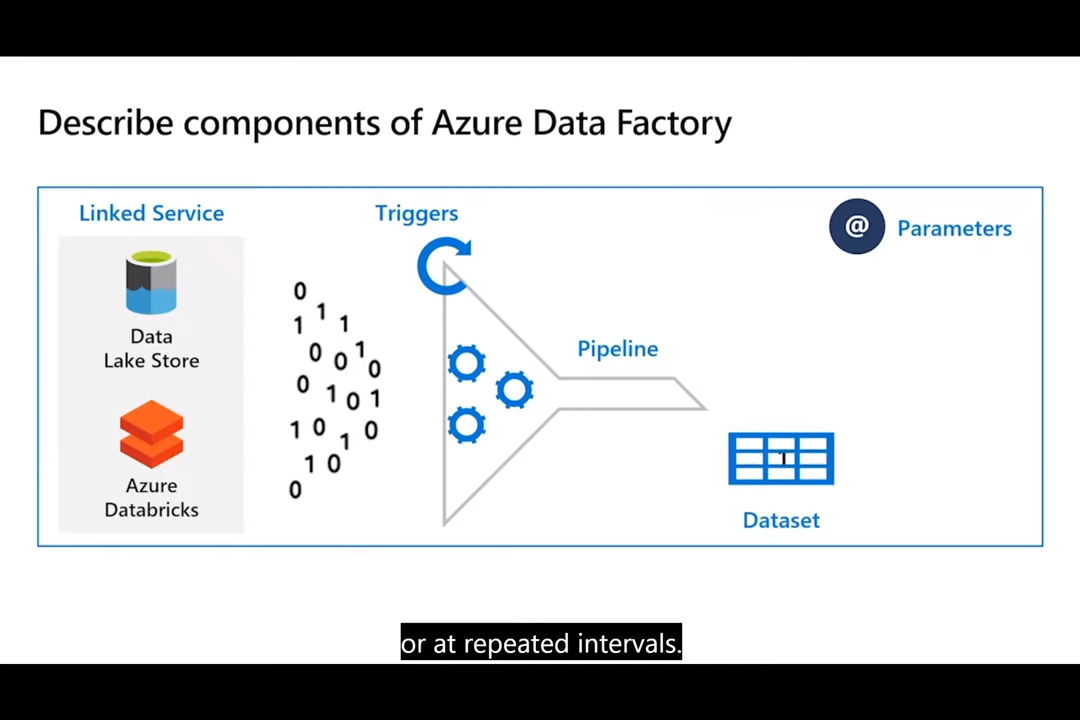 Describe components of Azure Data Factory
Linked Service
Triggers
@
Parameters
Data
Lake Store
Azure
Databricks
0
1
1 1
0 1
0 0
0 1 0 1
1 0 1 0
1 0
0
Pipeline
1
Dataset
or at repeated intervals.